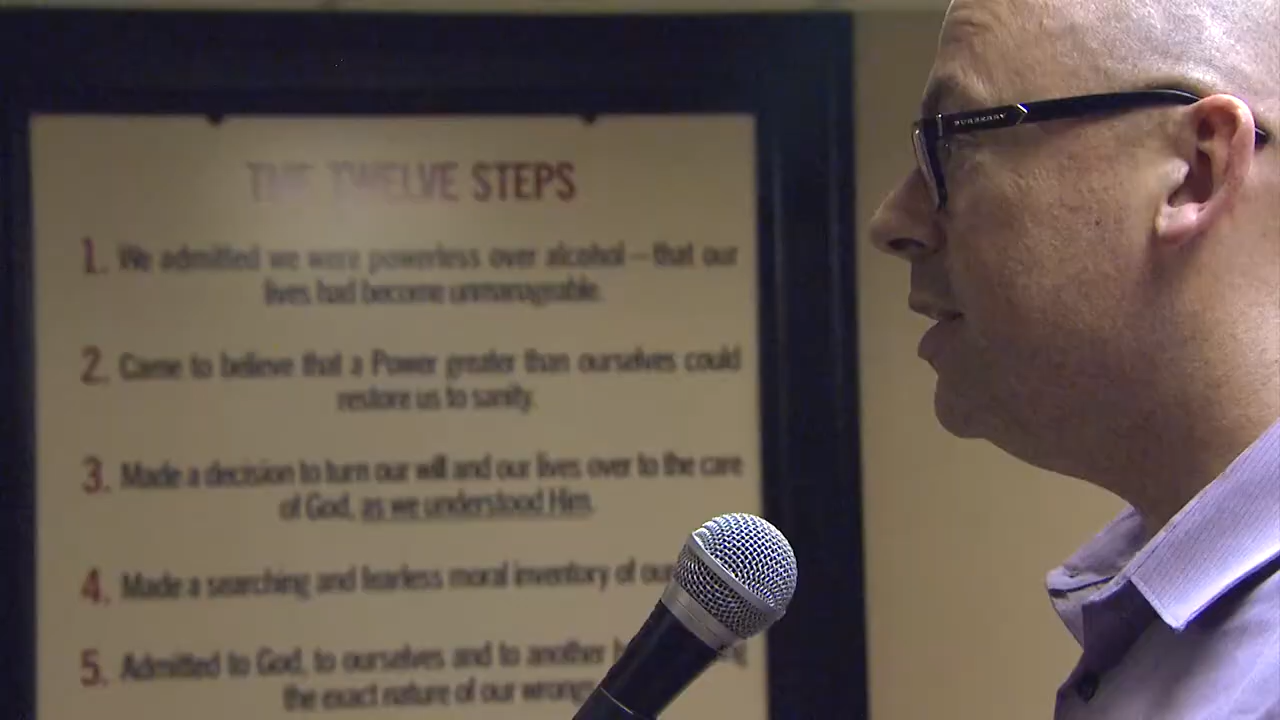 THE TWELVE STEPS
1. We admitted we were powerless over alcohol—that our
lives had become unmanageable.
2. Came to believe that a Power greater than ourselves could
restore us to sanity.
3. Made a decision to turn our will and our lives over to the care
of God, as we understood Him.
4. Made a searching and fearless moral inventory of
5. Admitted to God, to ourselves and to another
the exact nature of our wrongs
BURBERRY